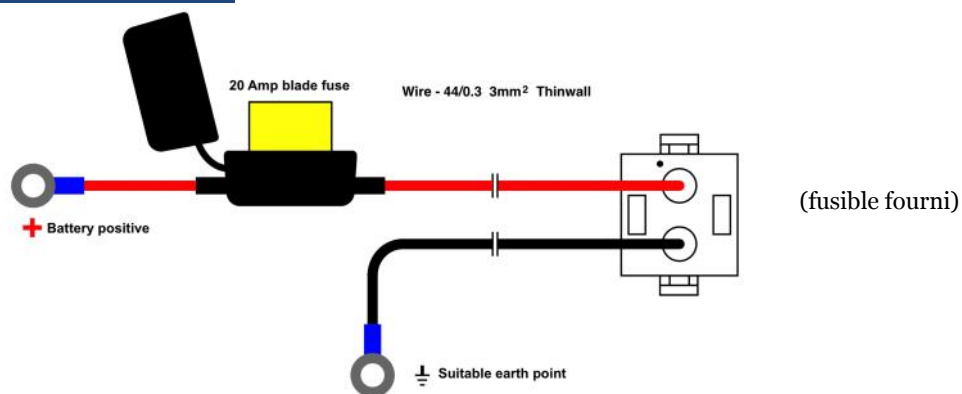 20 Amp blade fuse
Wire - 44/0.3 3mm² Thinwall
(fusible fourni)
+ Battery positive
Suitable earth point